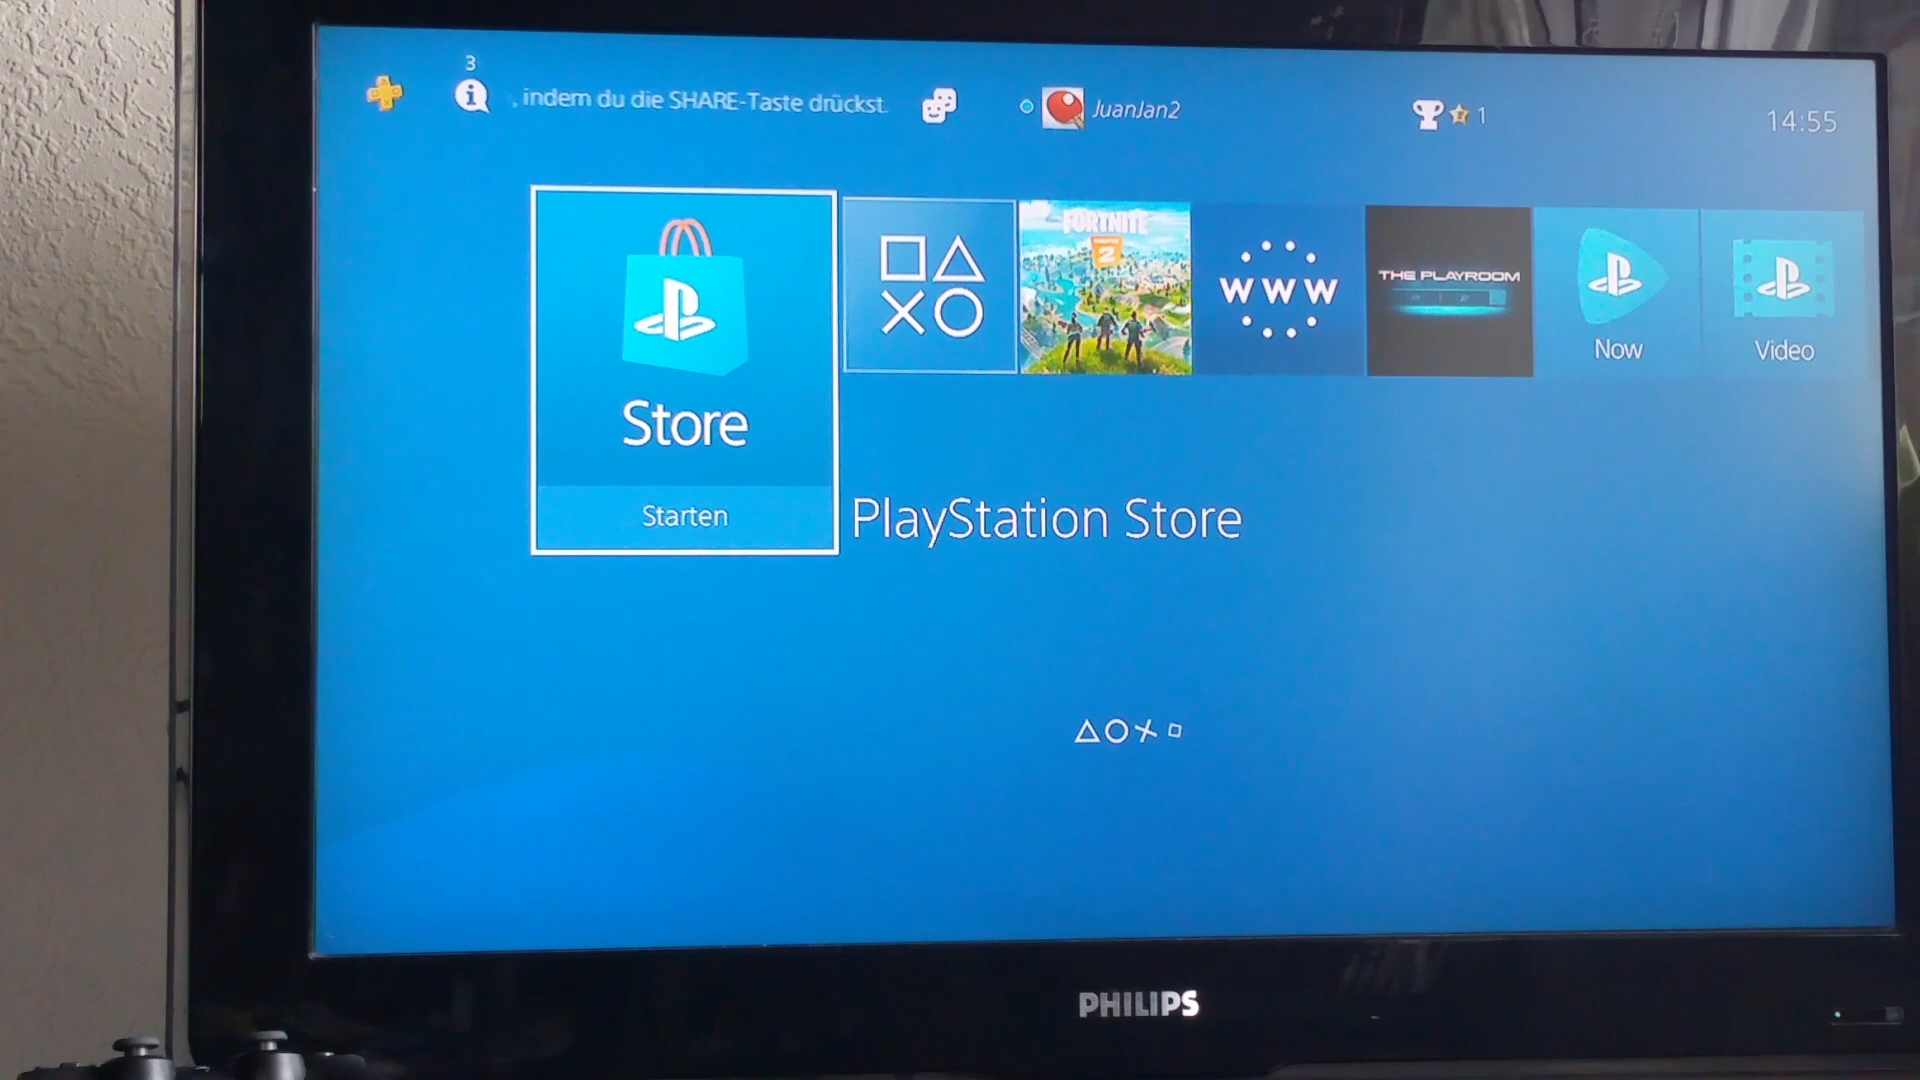 3
, indem du die SHARE-Taste drückst.
JuanJan2
1
14:55
FORTNITE
2
WWW
THE PLAYROOM
Now
Video
Store
Starten
PlayStation Store
PHILIPS